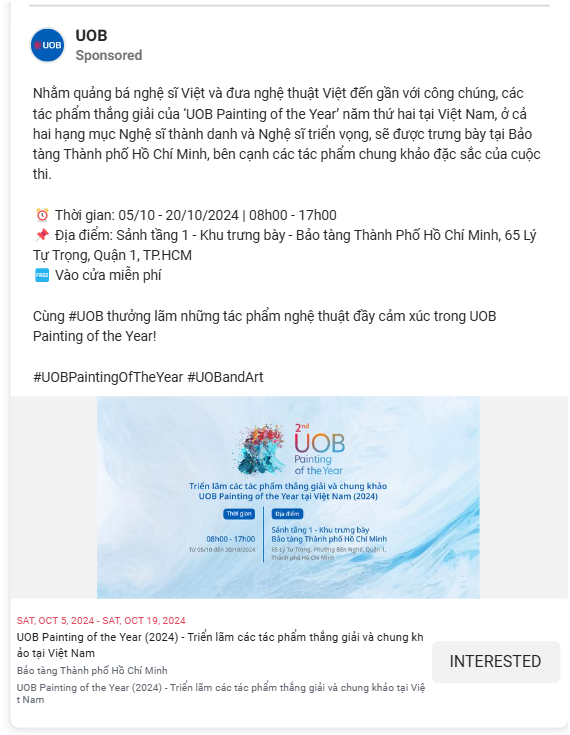 UOB
UOB
Sponsored
Nhằm quảng bá nghệ sĩ Việt và đưa nghệ thuật Việt đến gần với công chúng, các
tác phẩm thắng giải của ‘UOB Painting of the Year’ năm thứ hai tại Việt Nam, ở cả
hai hạng mục Nghệ sĩ thành danh và Nghệ sĩ triển vọng, sẽ được trưng bày tại Bảo
tàng Thành phố Hồ Chí Minh, bên cạnh các tác phẩm chung khảo đặc sắc của cuộc
thi.
⏰ Thời gian: 05/10 - 20/10/2024 | 08h00 - 17h00
📌 Địa điểm: Sảnh tầng 1 - Khu trưng bày - Bảo tàng Thành Phố Hồ Chí Minh, 65 Lý
Tự Trọng, Quận 1, TP.HCM
🆓 Vào cửa miễn phí
Cùng #UOB thưởng lãm những tác phẩm nghệ thuật đầy cảm xúc trong UOB
Painting of the Year!
#UOBPaintingOfTheYear #UOBandArt
2nd
UOB
Painting
of the Year
Triển lãm các tác phẩm thắng giải và chung khảo
UOB Painting of the Year tại Việt Nam (2024)
Thời gian
08h00 - 17h00
Từ 05/10 đến 20/10/2024
Địa điểm
Sảnh tầng 1 - Khu trưng bày
Bảo tàng Thành phố Hồ Chí Minh
65 Lý Tự Trọng, Phường Bến Nghé, Quận 1,
Thành phố Hồ Chí Minh
SAT, OCT 5, 2024 - SAT, OCT 19, 2024
UOB Painting of the Year (2024) - Triển lãm các tác phẩm thắng giải và chung kh
ảo tại Việt Nam
Bảo tàng Thành phố Hồ Chí Minh
UOB Painting of the Year (2024) - Triển lãm các tác phẩm thắng giải và chung khảo tại Việ
t Nam
INTERESTED